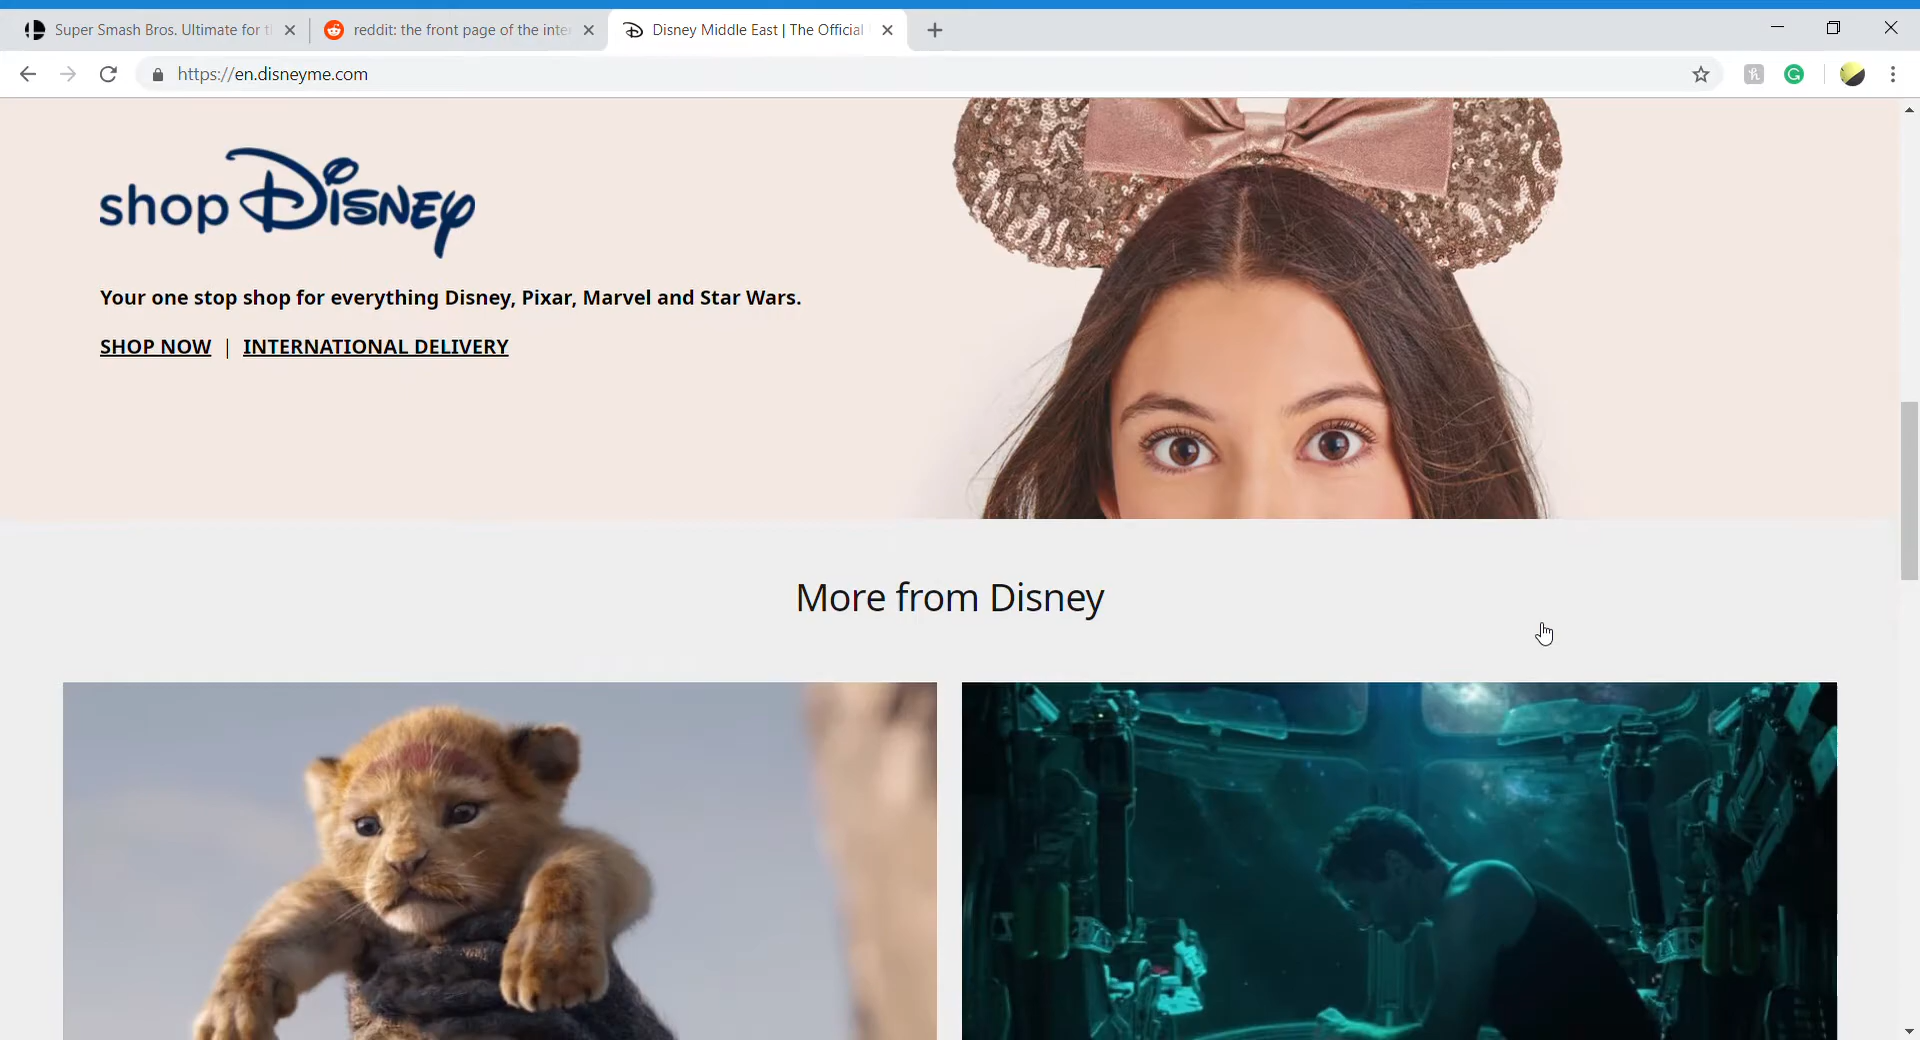 Super Smash Bros. Ultimate for t
reddit: the front page of the inte
Disney Middle East | The Official
https://en.disneyme.com
shop Disney
Your one stop shop for everything Disney, Pixar, Marvel and Star Wars.
SHOP NOW | INTERNATIONAL DELIVERY
More from Disney